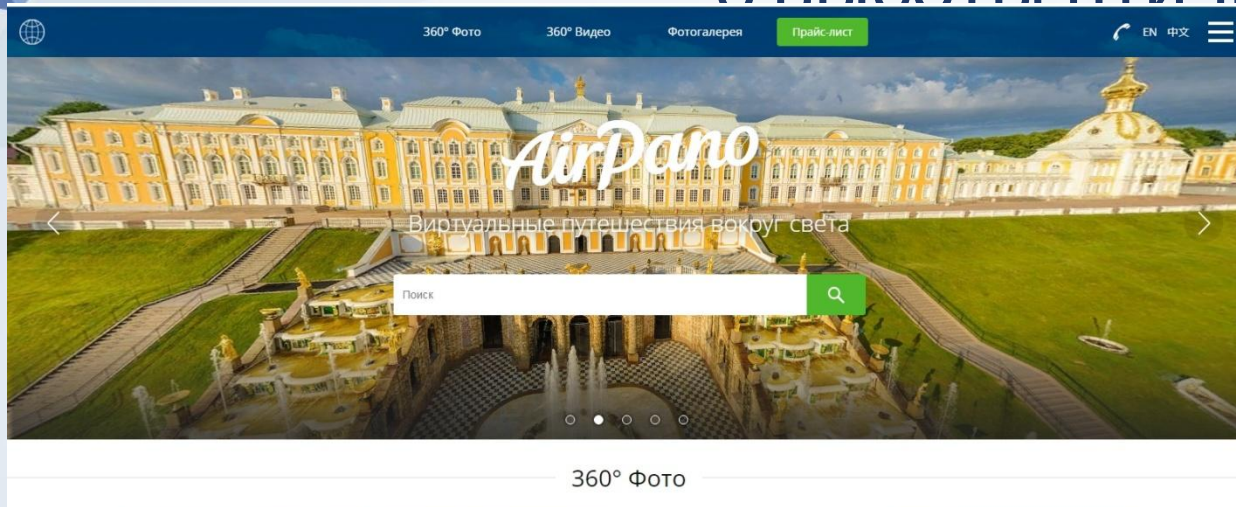 360° Фото 360° Видео Фотогалерея Прайс-лист EN 中文
AirPano
Виртуальные путешествия вокруг света
Поиск
360° Фото